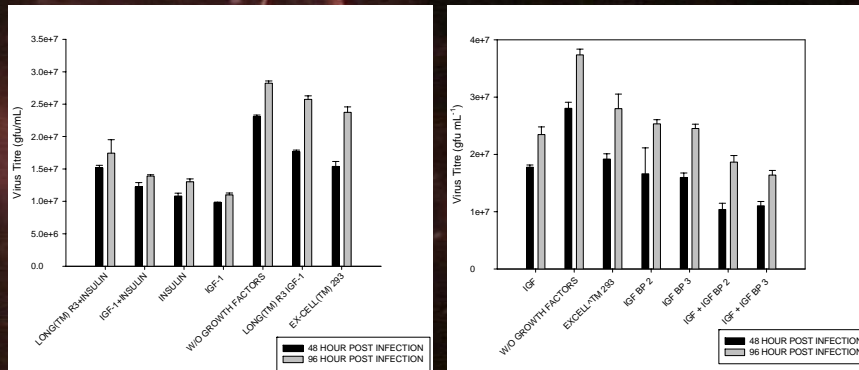 3.5e+7
3.0e+7
2.5e+7
2.0e+7
1.5e+7
1.0e+7
5.0e+6
0.0
Virus Titre (gfu/mL)
LONG(TM) R3+INSULIN
IGF-1+INSULIN
INSULIN
IGF-1
W/O GROWTH FACTORS
LONG(TM) R3 IGF-1
EX-CELL(TM) 293
48 HOUR POST INFECTION
96 HOUR POST INFECTION
4e+7
3e+7
2e+7
1e+7
0
Virus Titre (gfu mL-1)
IGF
W/O GROWTH FACTORS
EXCELL^TM 293
IGF BP 2
IGF BP 3
IGF + IGF BP 2
IGF + IGF BP 3
48 HOUR POST INFECTION
96 HOUR POST INFECTION